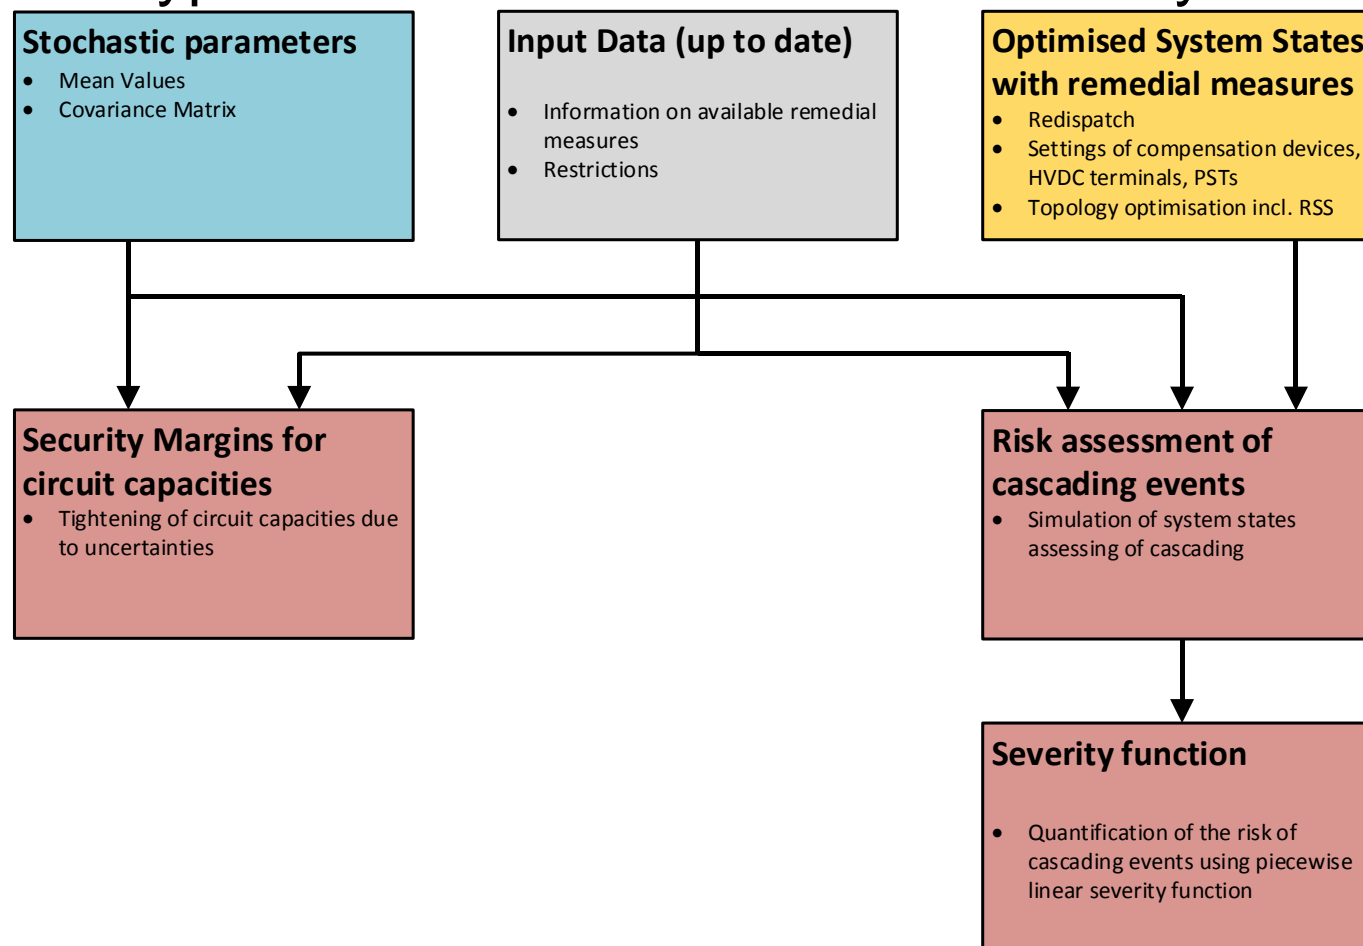 Stochastic parameters
• Mean Values
• Covariance Matrix
Input Data (up to date)
• Information on available remedial
measures
• Restrictions
Optimised System States
with remedial measures
• Redispatch
• Settings of compensation devices,
HVDC terminals, PSTs
• Topology optimisation incl. RSS
Security Margins for
circuit capacities
• Tightening of circuit capacities due
to uncertainties
Risk assessment of
cascading events
• Simulation of system states
assessing of cascading
Severity function
• Quantification of the risk of
cascading events using piecewise
linear severity function